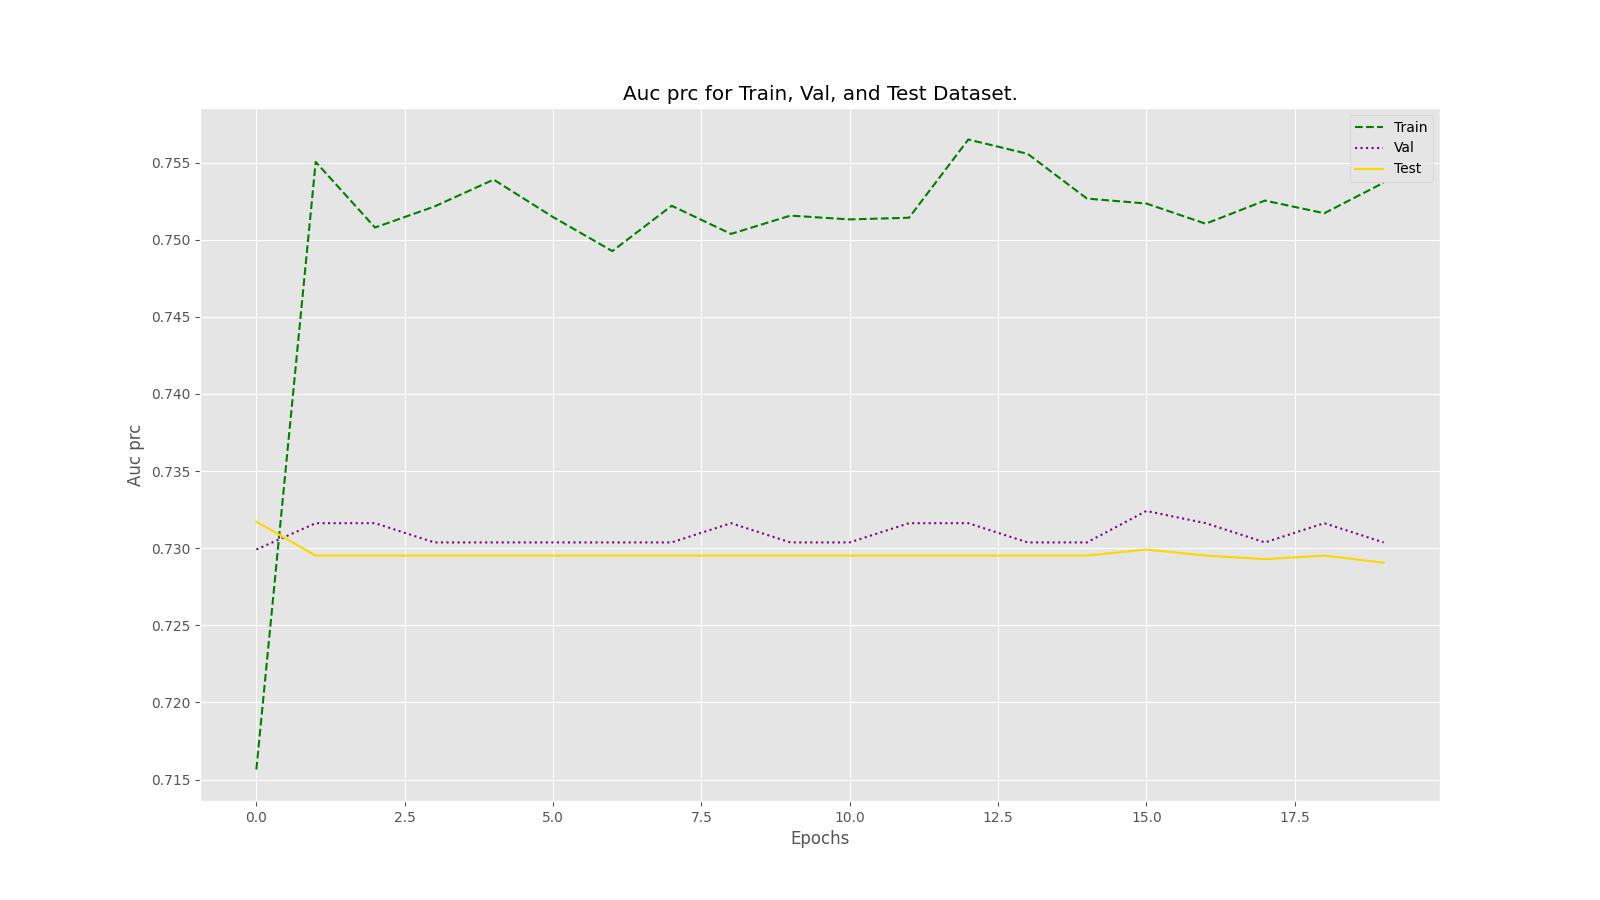 Auc prc for Train, Val, and Test Dataset.
Train
Val
Test
0.755
0.750
0.745
0.740
0.735
0.730
0.725
0.720
0.715
Auc prc
0.0 2.5 5.0 7.5 10.0 12.5 15.0 17.5
Epochs